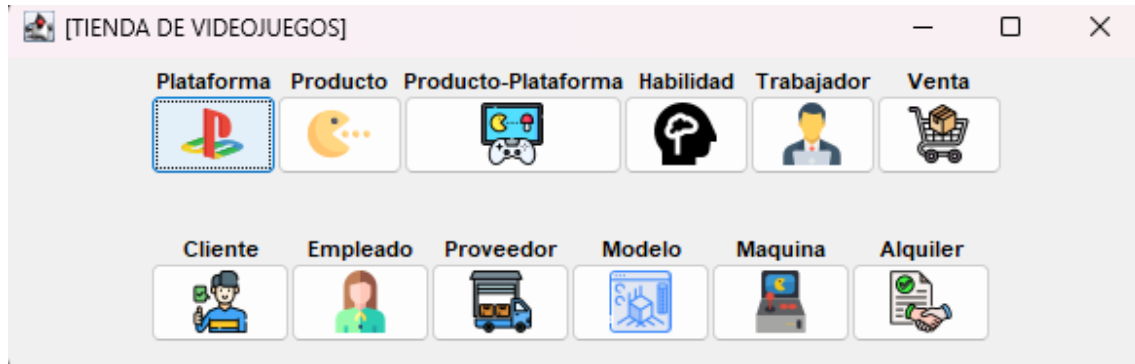 [TIENDA DE VIDEOJUEGOS]
Plataforma Producto Producto-Plataforma Habilidad Trabajador Venta
Cliente Empleado Proveedor Modelo Maquina Alquiler